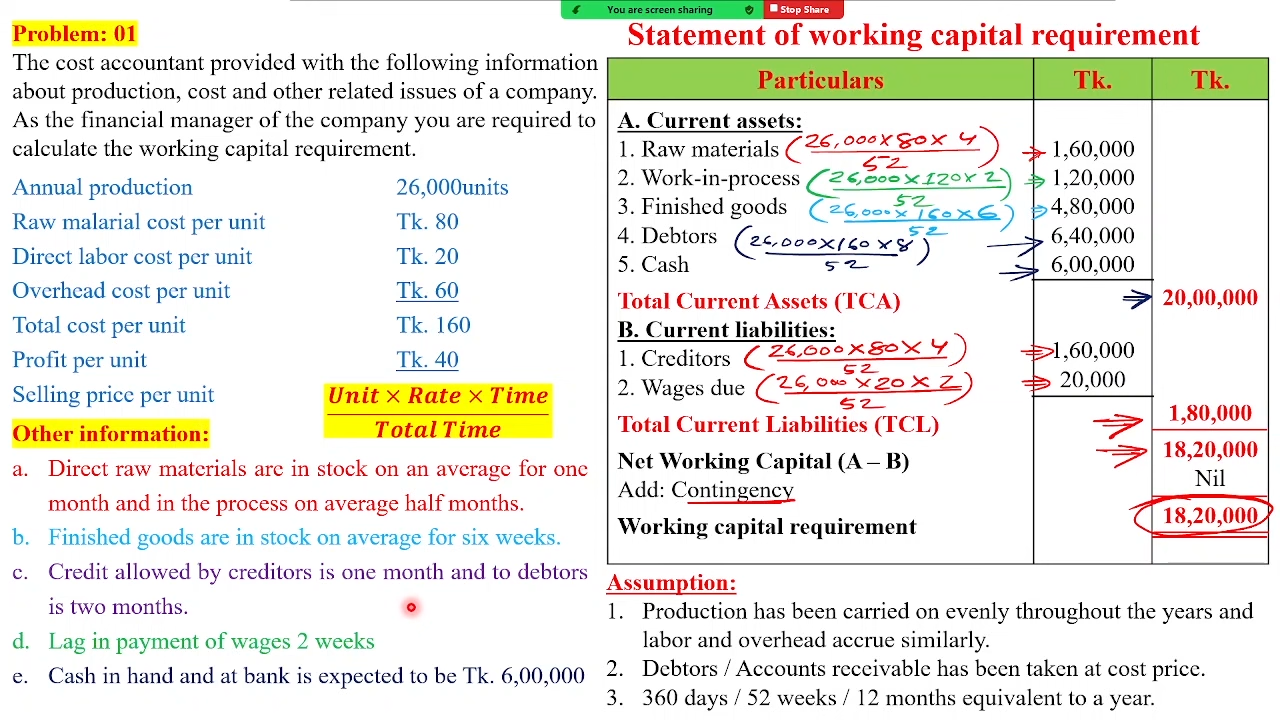 You are screen sharing
Stop Share
Problem: 01
The cost accountant provided with the following information
about production, cost and other related issues of a company.
As the financial manager of the company you are required to
calculate the working capital requirement.
Annual production 26,000units
Raw malarial cost per unit Tk. 80
Direct labor cost per unit Tk. 20
Overhead cost per unit Tk. 60
Total cost per unit Tk. 160
Profit per unit Tk. 40
Selling price per unit
Unit × Rate × Time
Total Time
Other information:
a. Direct raw materials are in stock on an average for one
month and in the process on average half months.
b. Finished goods are in stock on average for six weeks.
c. Credit allowed by creditors is one month and to debtors
is two months.
d. Lag in payment of wages 2 weeks
e. Cash in hand and at bank is expected to be Tk. 6,00,000
Statement of working capital requirement
Particulars Tk. Tk.
A. Current assets:
1. Raw materials (26,000×80×4 / 52) → 1,60,000
2. Work-in-process (26,000×120×2 / 52) → 1,20,000
3. Finished goods (26,000×160×6 / 52) → 4,80,000
4. Debtors (26,000×160×8 / 52) → 6,40,000
5. Cash → 6,00,000
Total Current Assets (TCA) → 20,00,000
B. Current liabilities:
1. Creditors (26,000×80×4 / 52) → 1,60,000
2. Wages due (26,000×20×2 / 52) → 20,000
Total Current Liabilities (TCL) → 1,80,000
Net Working Capital (A – B) → 18,20,000
Add: Contingency Nil
Working capital requirement 18,20,000
Assumption:
1. Production has been carried on evenly throughout the years and
labor and overhead accrue similarly.
2. Debtors / Accounts receivable has been taken at cost price.
3. 360 days / 52 weeks / 12 months equivalent to a year.